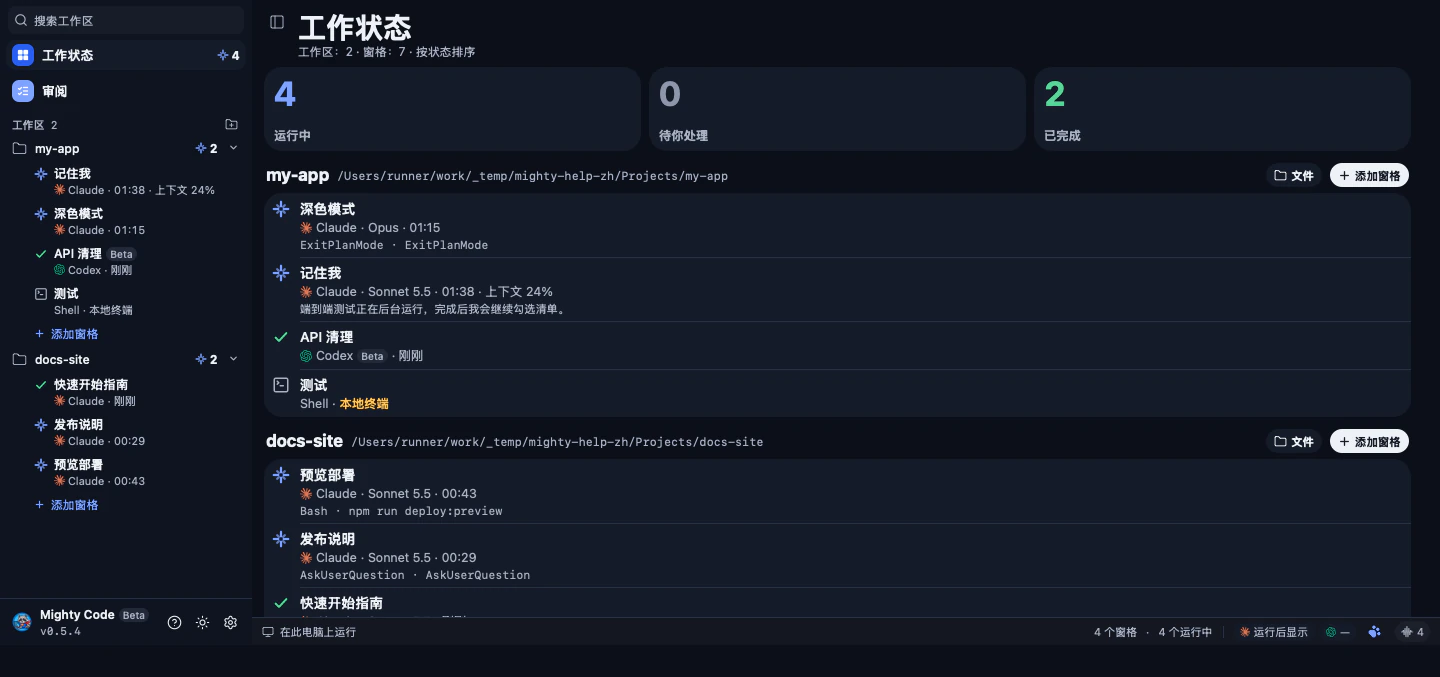 搜索工作区
工作状态 4
审阅
工作区 2
my-app 2
记住我
Claude · 01:38 · 上下文 24%
深色模式
Claude · 01:15
API 清理 Beta
Codex · 刚刚
测试
Shell · 本地终端
+ 添加窗格
docs-site 2
快速开始指南
Claude · 刚刚
发布说明
Claude · 00:29
预览部署
Claude · 00:43
+ 添加窗格
Mighty Code Beta
v0.5.4
工作状态
工作区: 2 · 窗格: 7 · 按状态排序
4
运行中
0
待你处理
2
已完成
my-app /Users/runner/work/_temp/mighty-help-zh/Projects/my-app 文件 + 添加窗格
深色模式
Claude · Opus · 01:15
ExitPlanMode · ExitPlanMode
记住我
Claude · Sonnet 5.5 · 01:38 · 上下文 24%
端到端测试正在后台运行，完成后我会继续勾选清单。
API 清理
Codex Beta · 刚刚
测试
Shell · 本地终端
docs-site /Users/runner/work/_temp/mighty-help-zh/Projects/docs-site 文件 + 添加窗格
预览部署
Claude · Sonnet 5.5 · 00:43
Bash · npm run deploy:preview
发布说明
Claude · Sonnet 5.5 · 00:29
AskUserQuestion · AskUserQuestion
快速开始指南
在此电脑上运行
4 个窗格 · 4 个运行中 运行后显示 — 4